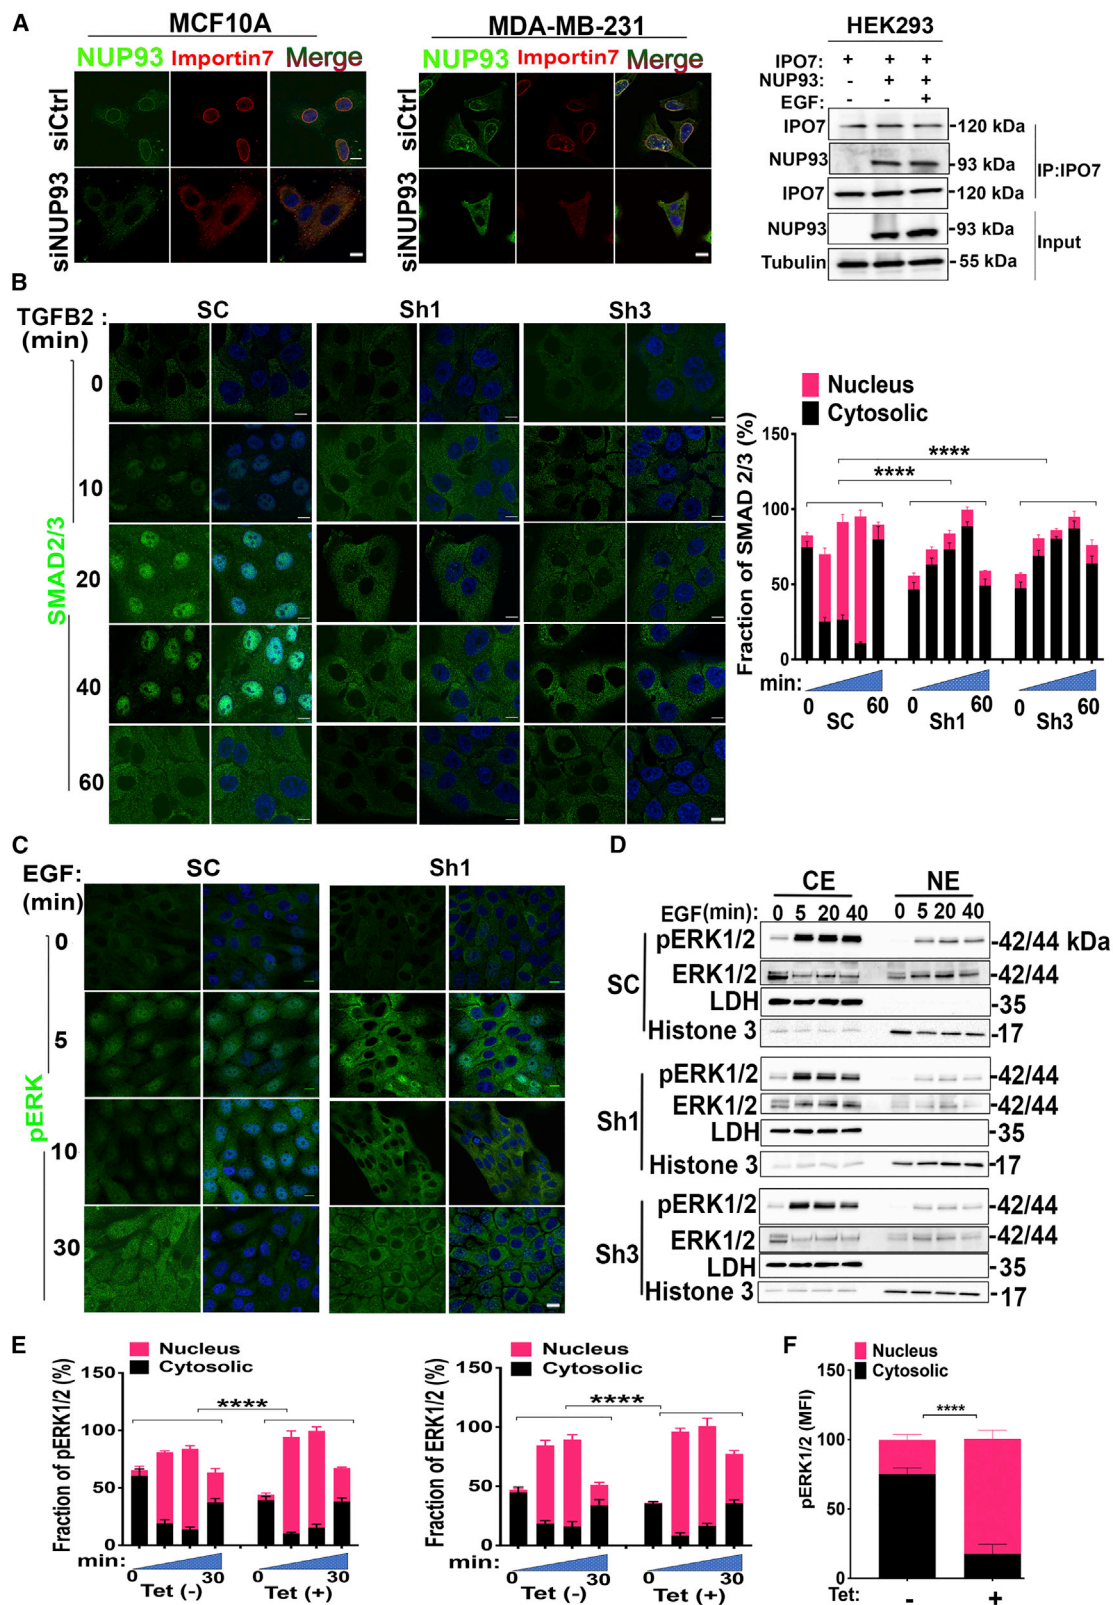 A
MCF10A
NUP93 Importin7 Merge
siCtrl
siNUP93
MDA-MB-231
NUP93 Importin7 Merge
siCtrl
siNUP93
HEK293
IPO7: + + +
NUP93: - + +
EGF: - - +
IPO7 -120 kDa
NUP93 -93 kDa
IPO7 -120 kDa
IP:IPO7
NUP93 -93 kDa
Tubulin -55 kDa
Input
B
TGFB2 : (min)
SC Sh1 Sh3
0
10
20
40
60
SMAD2/3
Nucleus
Cytosolic
Fraction of SMAD 2/3 (%)
150
100
50
0
****
****
min:
0 60 0 60 0 60
SC Sh1 Sh3
C
EGF: (min)
SC Sh1
0
5
10
30
pERK
D
CE NE
EGF(min): 0 5 20 40 0 5 20 40
SC
pERK1/2 -42/44 kDa
ERK1/2 -42/44
LDH -35
Histone 3 -17
Sh1
pERK1/2 -42/44
ERK1/2 -42/44
LDH -35
Histone 3 -17
Sh3
pERK1/2 -42/44
ERK1/2 -42/44
LDH -35
Histone 3 -17
E
Nucleus
Cytosolic
Fraction of pERK1/2 (%)
150
100
50
0
****
min:
0 30 0 30
Tet (-) Tet (+)
Nucleus
Cytosolic
Fraction of ERK1/2 (%)
150
100
50
0
****
min:
0 30 0 30
Tet (-) Tet (+)
F
Nucleus
Cytosolic
pERK1/2 (MFI)
150
100
50
0
****
Tet: - +